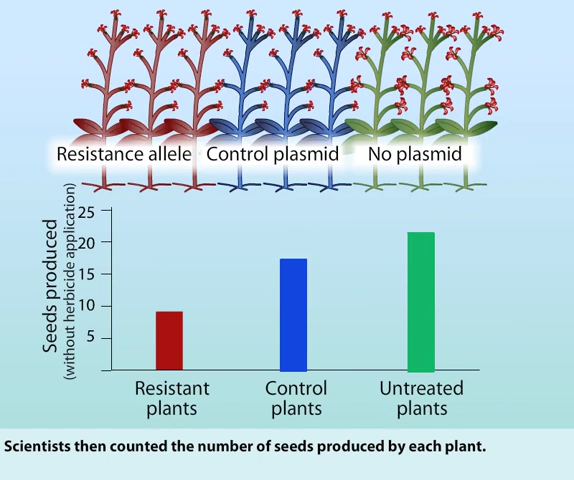 Resistance allele Control plasmid No plasmid
Seeds produced
(without herbicide application)
25
20
15
10
5
Resistant
plants
Control
plants
Untreated
plants
Scientists then counted the number of seeds produced by each plant.